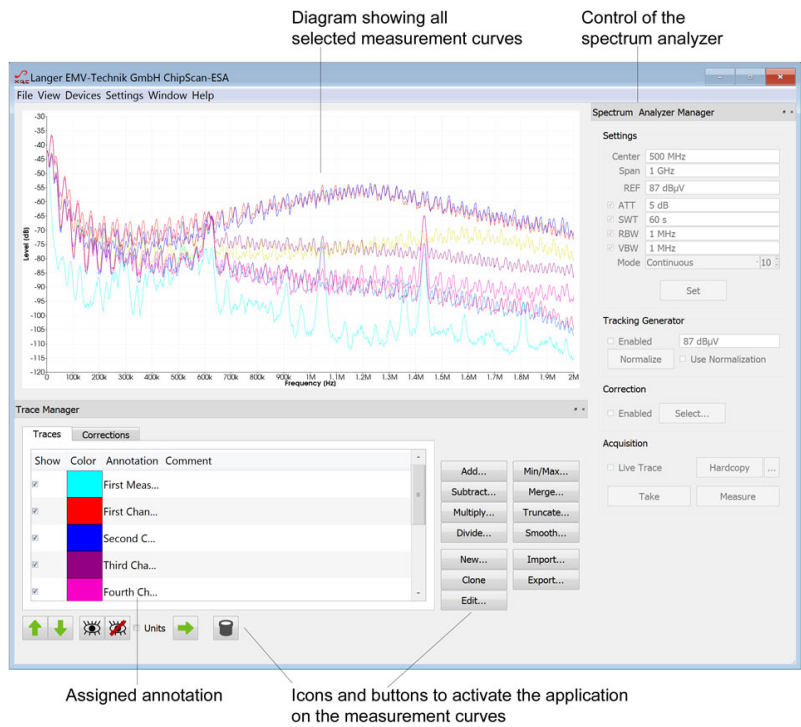 Diagram showing all
selected measurement curves
Control of the
spectrum analyzer
Langer EMV-Technik GmbH ChipScan-ESA
File View Devices Settings Window Help
-30
-35
-40
-45
-50
-55
-60
-65
-70
-75
-80
-85
-90
-95
-100
-105
-110
-115
-120
Level (dB)
0 100k 200k 300k 400k 500k 600k 700k 800k 900k 1M 1.1M 1.2M 1.3M 1.4M 1.5M 1.6M 1.7M 1.8M 1.9M 2M
Frequency (Hz)
Spectrum Analyzer Manager
Settings
Center 500 MHz
Span 1 GHz
REF 87 dBµV
ATT 5 dB
SWT 60 s
RBW 1 MHz
VBW 1 MHz
Mode Continuous 10
Set
Tracking Generator
Enabled 87 dBµV
Normalize Use Normalization
Correction
Enabled Select...
Acquisition
Live Trace Hardcopy ...
Take Measure
Trace Manager
Traces Corrections
Show Color Annotation Comment
First Meas...
First Chan...
Second C...
Third Cha...
Fourth Ch...
Add... Min/Max...
Subtract... Merge...
Multiply... Truncate...
Divide... Smooth...
New... Import...
Clone Export...
Edit...
Units
Assigned annotation
Icons and buttons to activate the application
on the measurement curves